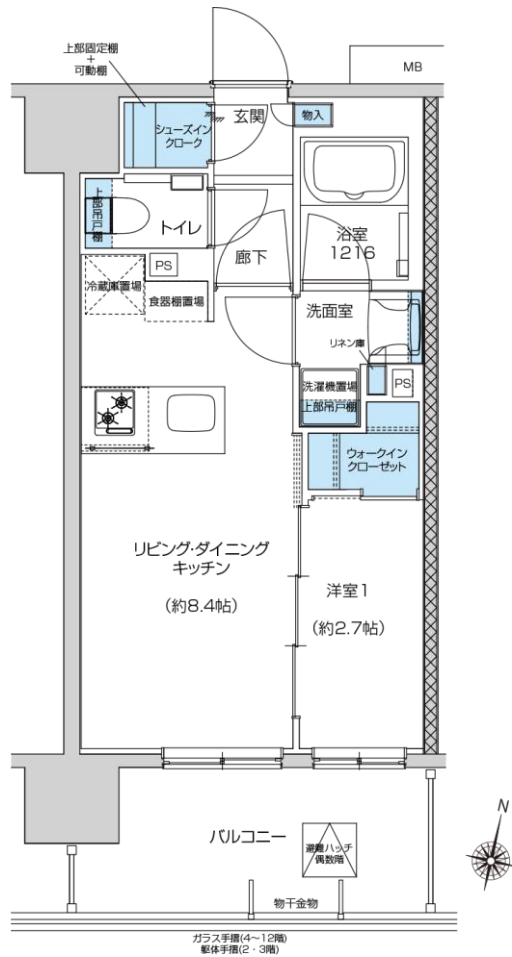 上部固定棚
+
可動棚
MB
シューズイン
クローク
玄関
物入
上部吊戸棚
トイレ
浴室
1216
廊下
PS
冷蔵庫置場
食器棚置場
洗面室
リネン庫
PS
洗濯機置場
上部吊戸棚
ウォークイン
クローゼット
リビング・ダイニング
キッチン
(約8.4帖)
洋室1
(約2.7帖)
バルコニー
避難ハッチ
偶数階
N
物干金物
ガラス手摺(4~12階)
躯体手摺(2・3階)